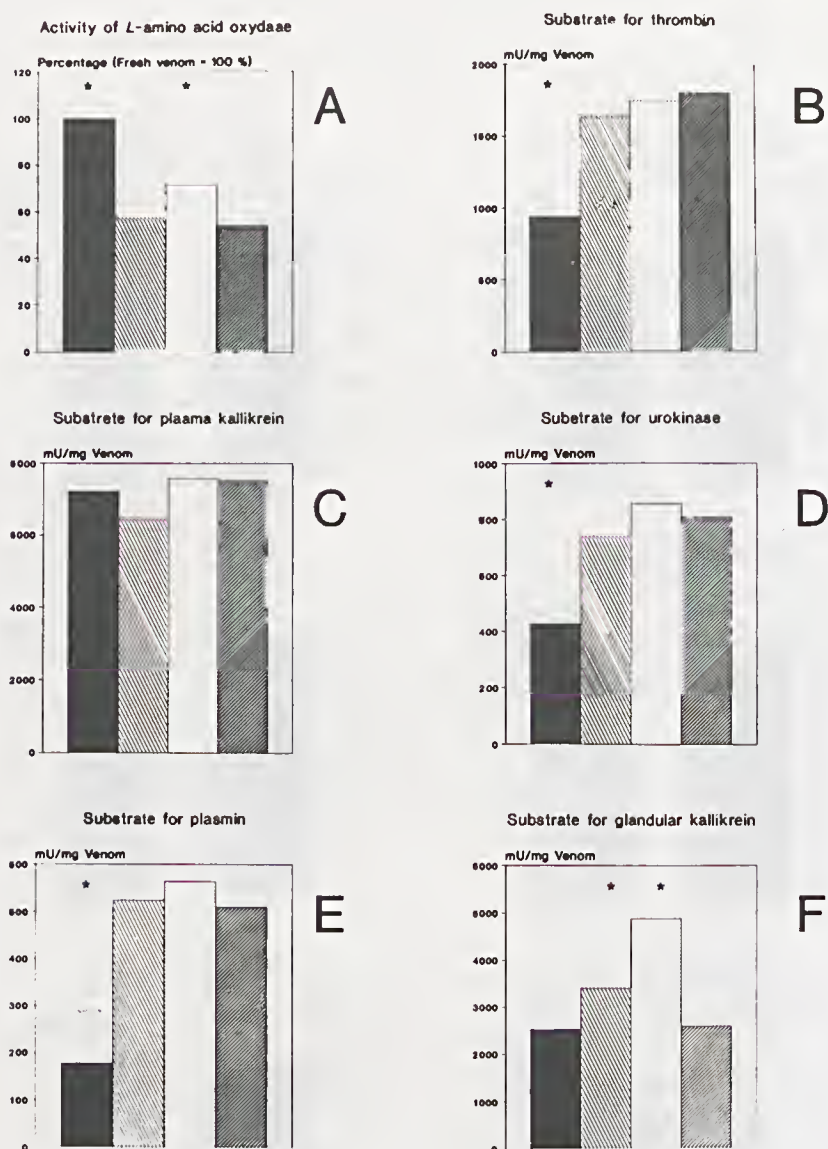 Activity of L-amino acid oxydaae
Percentage (Fresh venom = 100 %)
120
100
80
60
40
20
0
* *
A
Substrate for thrombin
mU/mg Venom
2000
1500
1000
500
0
*
B
Substrete for plaama kallikrein
mU/mg Venom
8000
6000
4000
2000
0
C
Subetrate for urokinase
mU/mg Venom
1000
800
600
400
200
0
*
D
Substrate for plasmin
mU/mg Venom
600
500
400
300
200
100
0
*
E
Substrate for glandular kallikrein
mU/mg Venom
6000
5000
4000
3000
2000
1000
0
* *
F